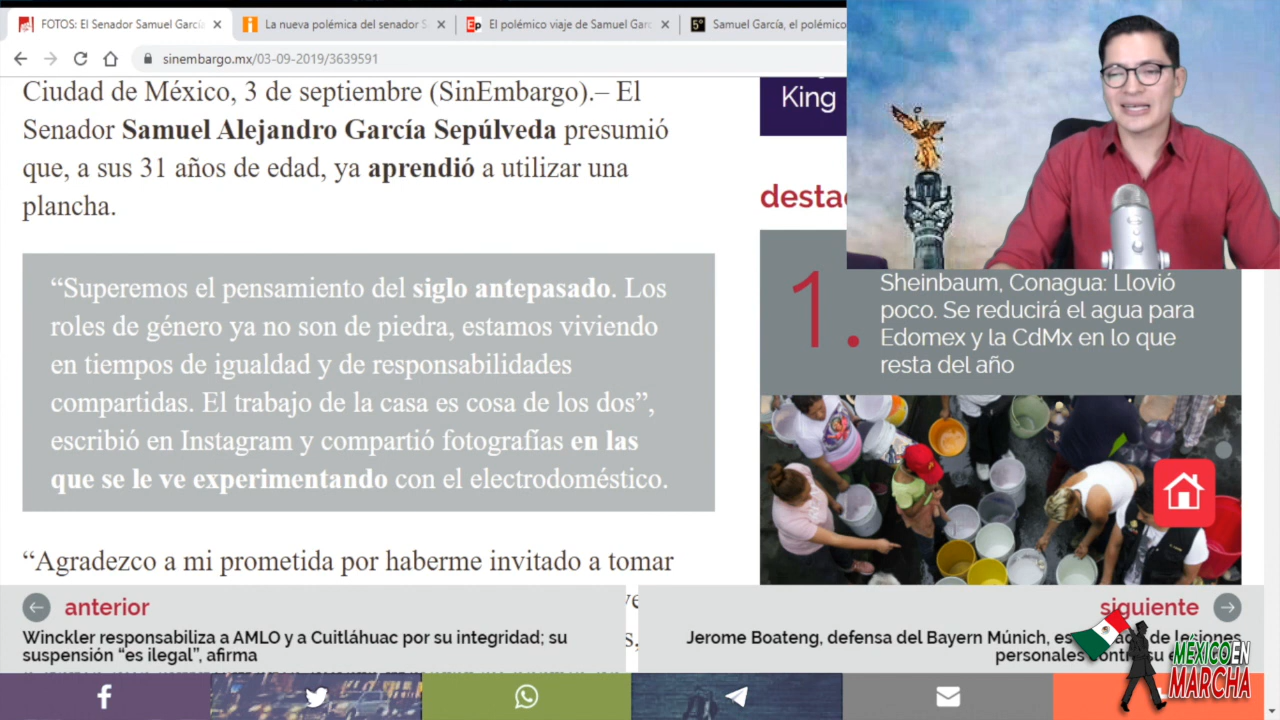 FOTOS: El Senador Samuel Garcí
La nueva polémica del senador S
El polémico viaje de Samuel Garc
Samuel García, el polémico
sinembargo.mx/03-09-2019/3639591
Ciudad de México, 3 de septiembre (SinEmbargo).– El
Senador Samuel Alejandro García Sepúlveda presumió
que, a sus 31 años de edad, ya aprendió a utilizar una
plancha.
“Superemos el pensamiento del siglo antepasado. Los
roles de género ya no son de piedra, estamos viviendo
en tiempos de igualdad y de responsabilidades
compartidas. El trabajo de la casa es cosa de los dos”,
escribió en Instagram y compartió fotografías en las
que se le ve experimentando con el electrodoméstico.
“Agradezco a mi prometida por haberme invitado a tomar
King
1.
Sheinbaum, Conagua: Llovió
poco. Se reducirá el agua para
Edomex y la CdMx en lo que
resta del año
anterior
Winckler responsabiliza a AMLO y a Cuitláhuac por su integridad; su
suspensión “es ilegal”, afirma
siguiente
Jerome Boateng, defensa del Bayern Múnich, es de lesiones
personales
MÉXICO EN
MARCHA